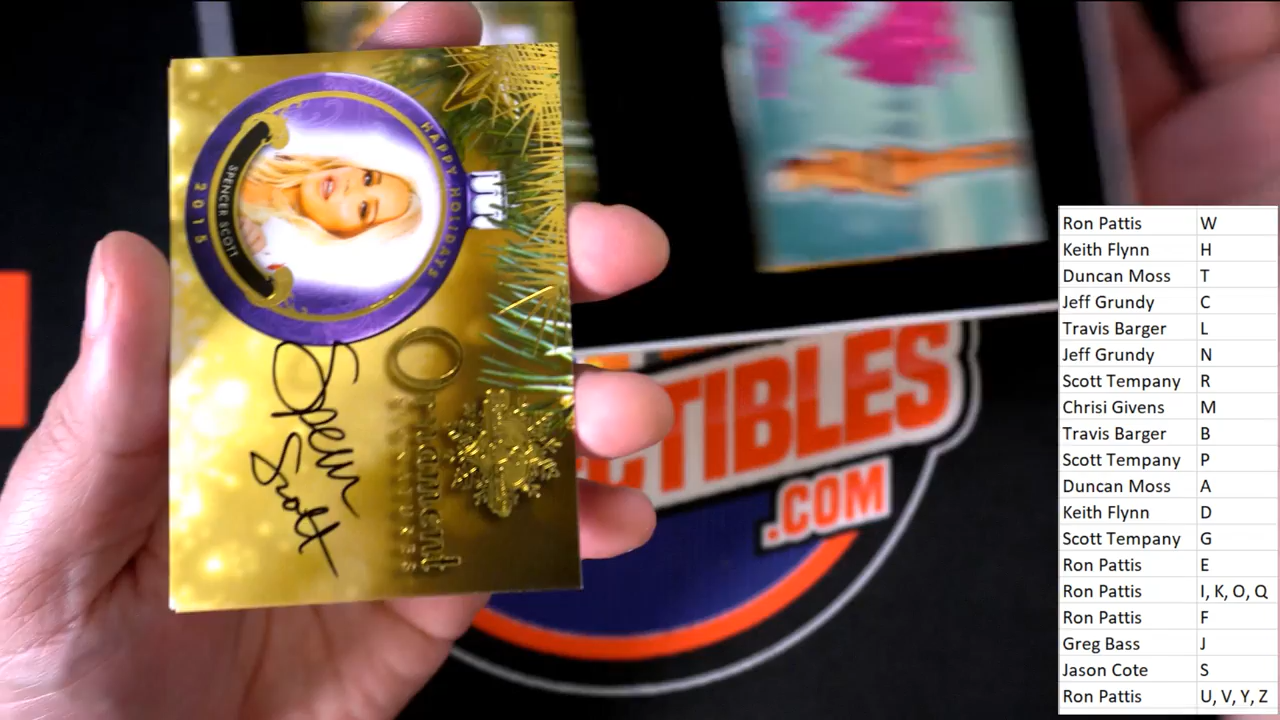 HAPPY HOLIDAYS
SPENCER SCOTT
2015
Spencer Scott
Ornament
CTIBLES
.COM
Ron Pattis W
Keith Flynn H
Duncan Moss T
Jeff Grundy C
Travis Barger L
Jeff Grundy N
Scott Tempany R
Chrisi Givens M
Travis Barger B
Scott Tempany P
Duncan Moss A
Keith Flynn D
Scott Tempany G
Ron Pattis E
Ron Pattis I, K, O, Q
Ron Pattis F
Greg Bass J
Jason Cote S
Ron Pattis U, V, Y, Z